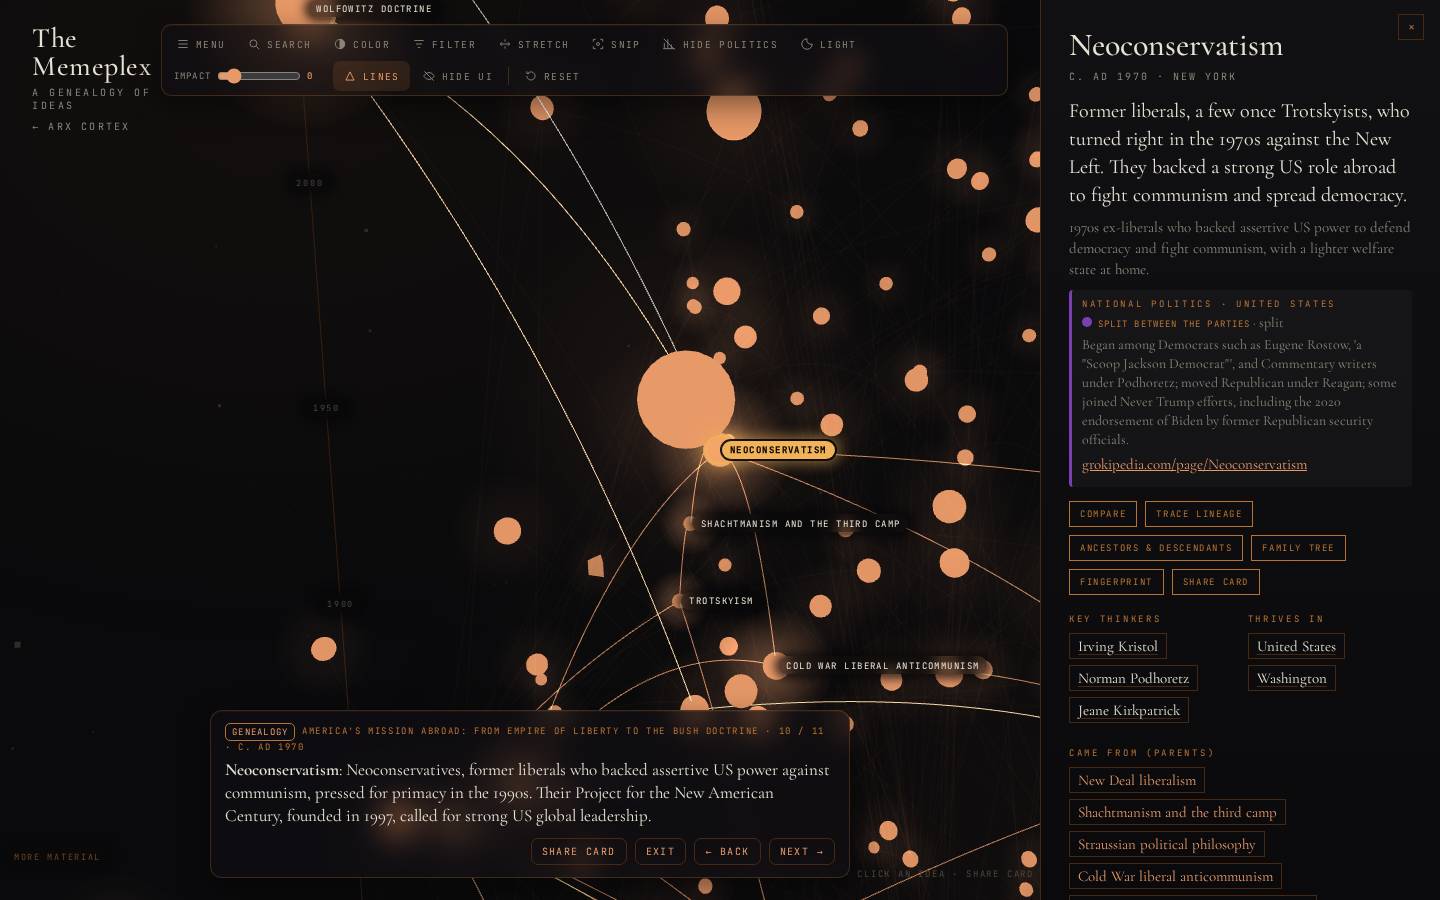 WOLFOWITZ DOCTRINE
The
Memeplex
A GENEALOGY OF
IDEAS
← ARX CORTEX
MENU
SEARCH
COLOR
FILTER
STRETCH
SNIP
HIDE POLITICS
LIGHT
IMPACT
0
LINES
HIDE UI
RESET
2000
1950
1900
NEOCONSERVATISM
SHACHTMANISM AND THE THIRD CAMP
TROTSKYISM
COLD WAR LIBERAL ANTICOMMUNISM
GENEALOGY AMERICA'S MISSION ABROAD: FROM EMPIRE OF LIBERTY TO THE BUSH DOCTRINE · 10 / 11
· C. AD 1970
Neoconservatism: Neoconservatives, former liberals who backed assertive US power against
communism, pressed for primacy in the 1990s. Their Project for the New American
Century, founded in 1997, called for strong US global leadership.
SHARE CARD
EXIT
← BACK
NEXT →
MORE MATERIAL
CLICK AN IDEA · SHARE CARD
×
Neoconservatism
C. AD 1970 · NEW YORK
Former liberals, a few once Trotskyists, who
turned right in the 1970s against the New
Left. They backed a strong US role abroad
to fight communism and spread democracy.
1970s ex-liberals who backed assertive US power to defend
democracy and fight communism, with a lighter welfare
state at home.
NATIONAL POLITICS · UNITED STATES
SPLIT BETWEEN THE PARTIES · split
Began among Democrats such as Eugene Rostow, 'a
"Scoop Jackson Democrat"', and Commentary writers
under Podhoretz; moved Republican under Reagan; some
joined Never Trump efforts, including the 2020
endorsement of Biden by former Republican security
officials.
grokipedia.com/page/Neoconservatism
COMPARE
TRACE LINEAGE
ANCESTORS & DESCENDANTS
FAMILY TREE
FINGERPRINT
SHARE CARD
KEY THINKERS
Irving Kristol
Norman Podhoretz
Jeane Kirkpatrick
THRIVES IN
United States
Washington
CAME FROM (PARENTS)
New Deal liberalism
Shachtmanism and the third camp
Straussian political philosophy
Cold War liberal anticommunism